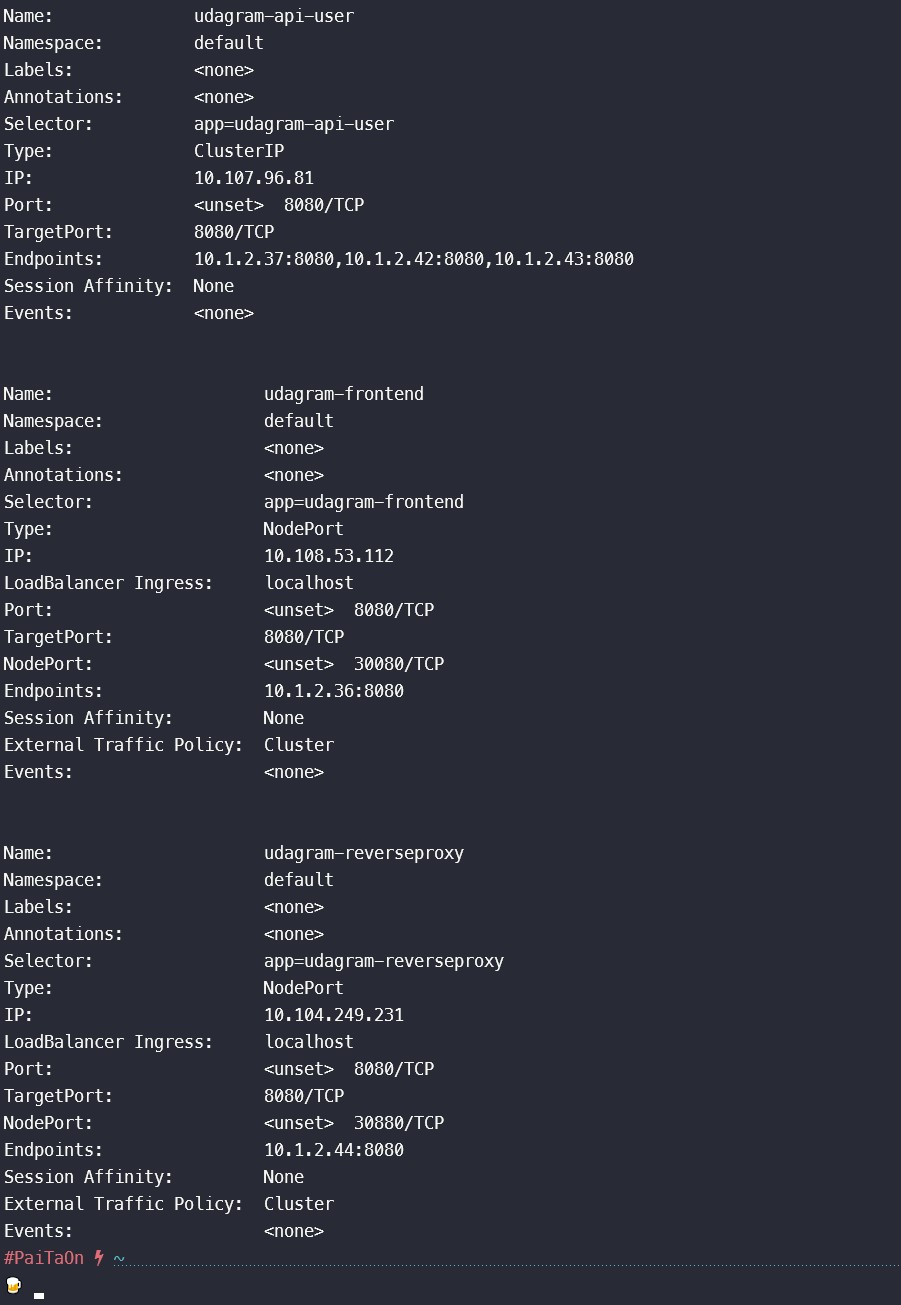 Name:              udagram-api-user
Namespace:         default
Labels:            <none>
Annotations:       <none>
Selector:          app=udagram-api-user
Type:              ClusterIP
IP:                10.107.96.81
Port:              <unset>  8080/TCP
TargetPort:        8080/TCP
Endpoints:         10.1.2.37:8080,10.1.2.42:8080,10.1.2.43:8080
Session Affinity:  None
Events:            <none>
Name:                     udagram-frontend
Namespace:                default
Labels:                   <none>
Annotations:              <none>
Selector:                 app=udagram-frontend
Type:                     NodePort
IP:                       10.108.53.112
LoadBalancer Ingress:     localhost
Port:                     <unset>  8080/TCP
TargetPort:               8080/TCP
NodePort:                 <unset>  30080/TCP
Endpoints:                10.1.2.36:8080
Session Affinity:         None
External Traffic Policy:  Cluster
Events:                   <none>
Name:                     udagram-reverseproxy
Namespace:                default
Labels:                   <none>
Annotations:              <none>
Selector:                 app=udagram-reverseproxy
Type:                     NodePort
IP:                       10.104.249.231
LoadBalancer Ingress:     localhost
Port:                     <unset>  8080/TCP
TargetPort:               8080/TCP
NodePort:                 <unset>  30880/TCP
Endpoints:                10.1.2.44:8080
Session Affinity:         None
External Traffic Policy:  Cluster
Events:                   <none>
#PaiTaOn ⚡ ~
🍺